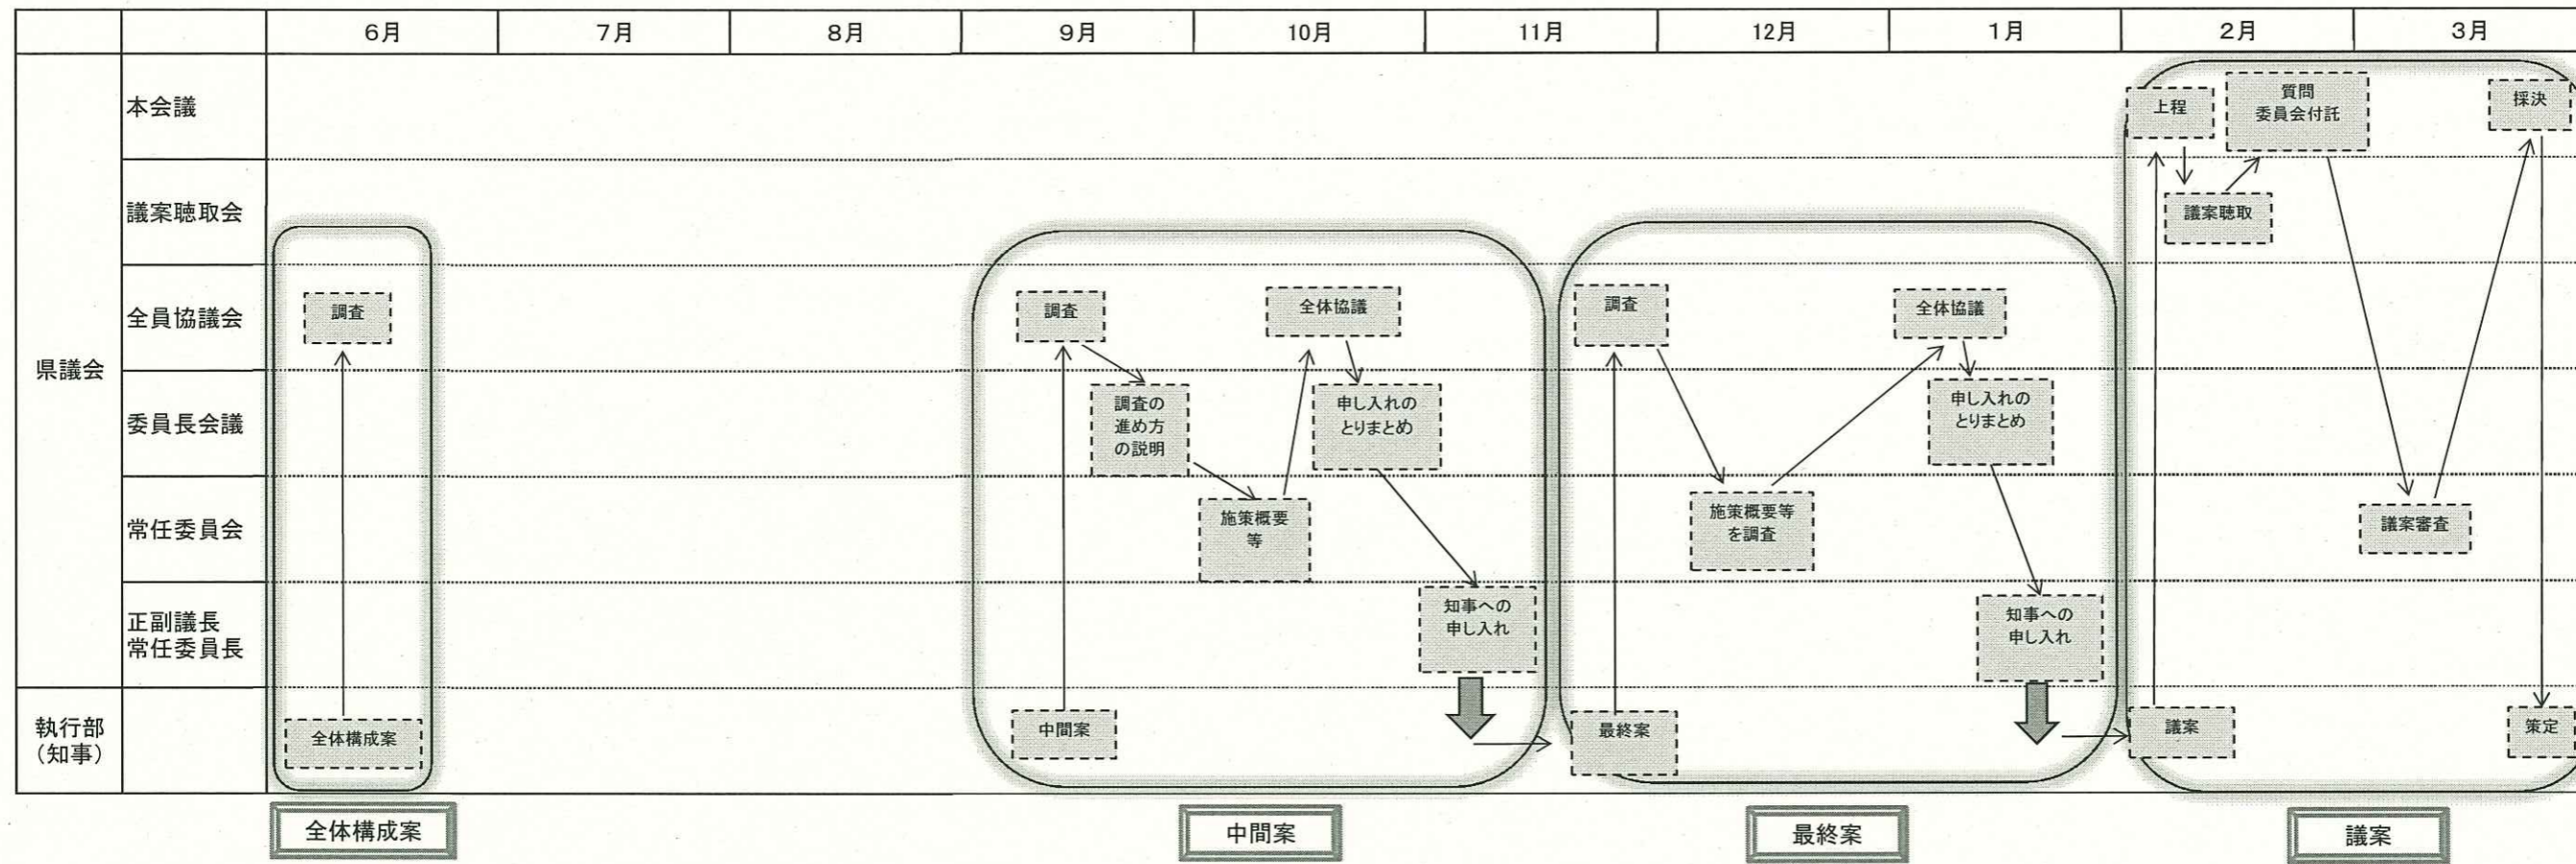 6月
7月
8月
9月
10月
11月
12月
1月
2月
3月
県議会
本会議
上程
質問
委員会付託
採決
議案聴取会
議案聴取
全員協議会
調査
調査
全体協議
調査
全体協議
委員長会議
調査の
進め方
の説明
申し入れの
とりまとめ
申し入れの
とりまとめ
常任委員会
施策概要
等
施策概要等
を調査
議案審査
正副議長
常任委員長
知事への
申し入れ
知事への
申し入れ
執行部
（知事）
全体構成案
中間案
最終案
議案
策定
全体構成案
中間案
最終案
議案